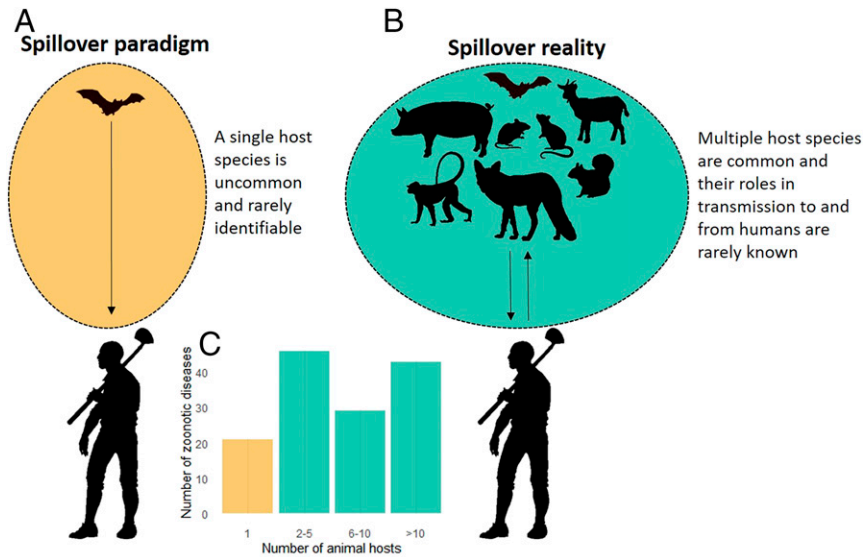 A
Spillover paradigm
A single host
species is
uncommon
and rarely
identifiable
B
Spillover reality
Multiple host species
are common and
their roles in
transmission to and
from humans are
rarely known
C
Number of zoonotic diseases
40
30
20
10
0
1
2-5
6-10
>10
Number of animal hosts